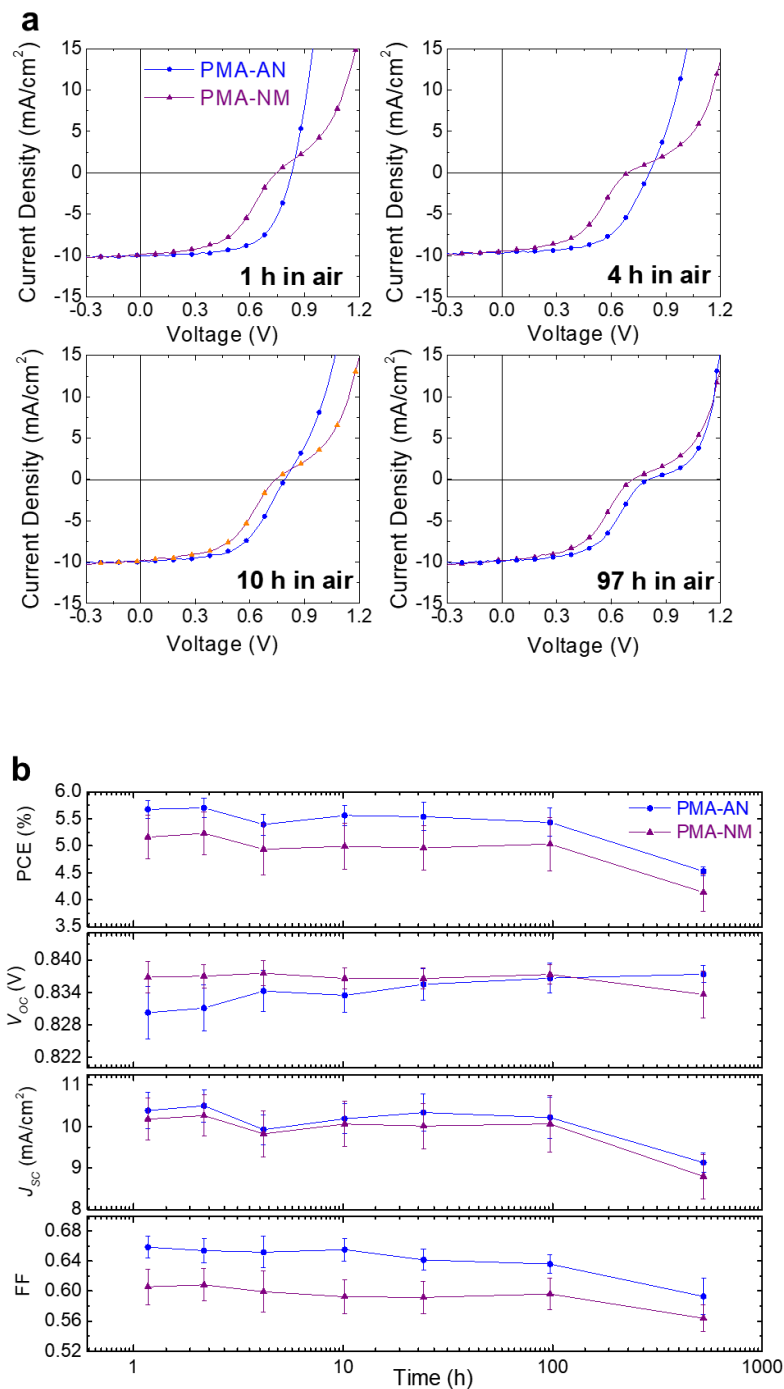 a
15
10
5
0
-5
-10
-15
Current Density (mA/cm²)
PMA-AN
PMA-NM
1 h in air
-0.3 0.0 0.3 0.6 0.9 1.2
Voltage (V)
15
10
5
0
-5
-10
-15
Current Density (mA/cm²)
4 h in air
-0.3 0.0 0.3 0.6 0.9 1.2
Voltage (V)
15
10
5
0
-5
-10
-15
Current Density (mA/cm²)
10 h in air
-0.3 0.0 0.3 0.6 0.9 1.2
Voltage (V)
15
10
5
0
-5
-10
-15
Current Density (mA/cm²)
97 h in air
-0.3 0.0 0.3 0.6 0.9 1.2
Voltage (V)
b
6.0
5.5
5.0
4.5
4.0
3.5
PCE (%)
PMA-AN
PMA-NM
0.840
0.834
0.828
0.822
V_OC (V)
11
10
9
8
J_SC (mA/cm²)
0.68
0.64
0.60
0.56
0.52
FF
1 10 100 1000
Time (h)